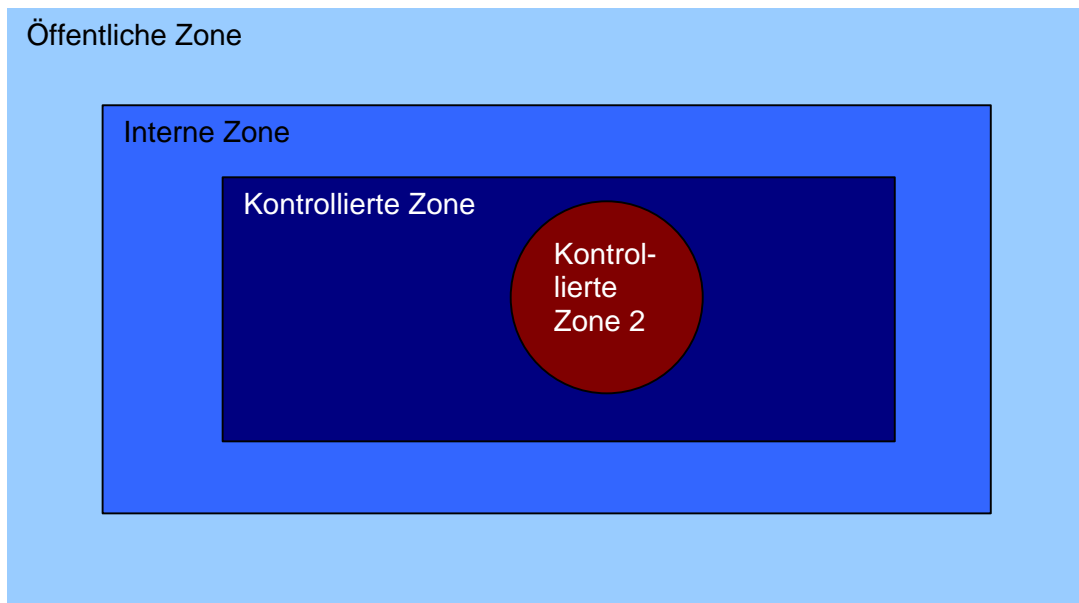 Öffentliche Zone
Interne Zone
Kontrollierte Zone
Kontrol-
lierte
Zone 2